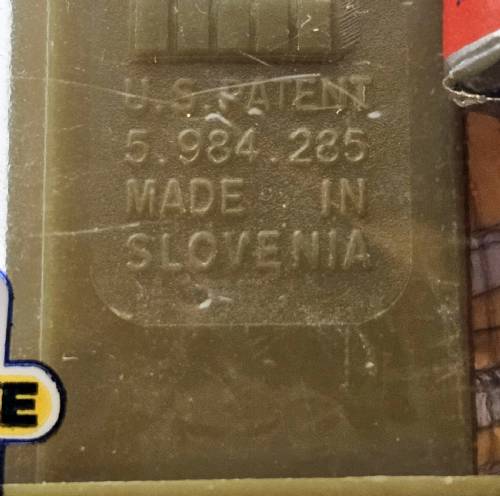 U.S. PATENT
5.984.285
MADE IN
SLOVENIA
E